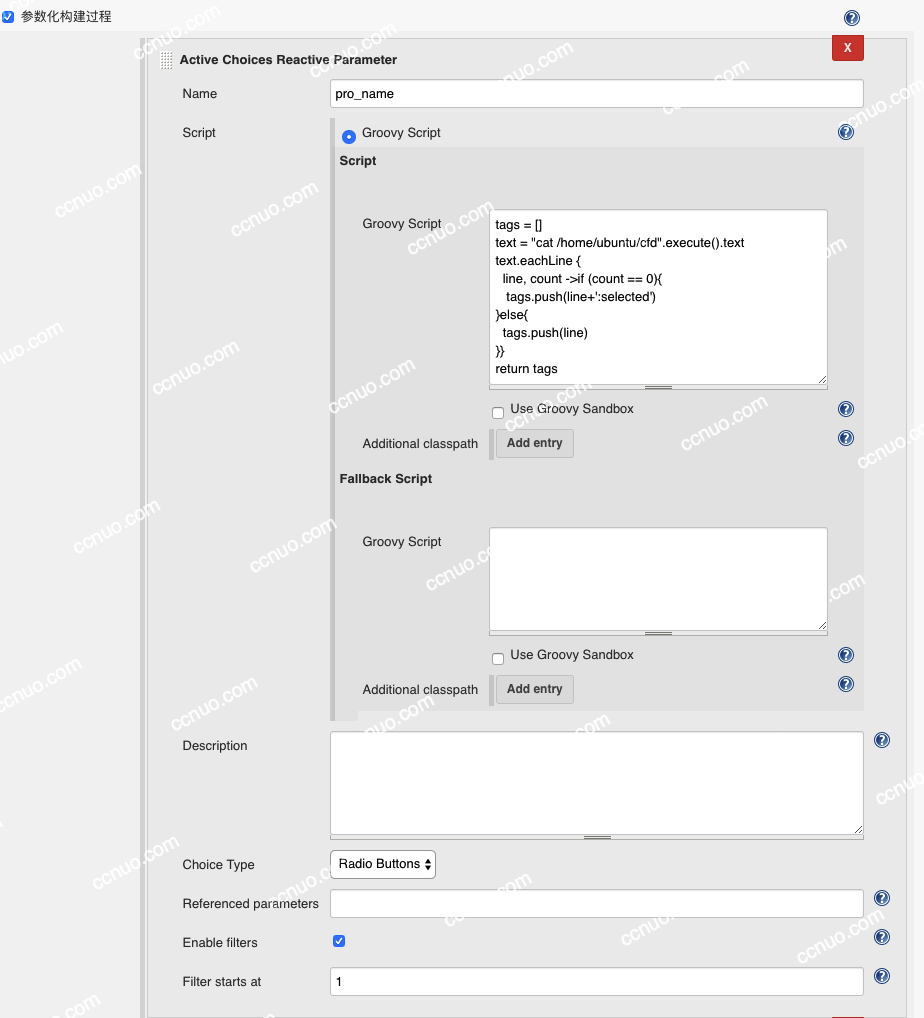 参数化构建过程
X
Active Choices Reactive Parameter
Name
pro_name
Script
Groovy Script
Script
Groovy Script
tags = []
text = "cat /home/ubuntu/cfd".execute().text
text.eachLine {
line, count ->if (count == 0){
tags.push(line+':selected')
}else{
tags.push(line)
}}
return tags
Use Groovy Sandbox
Additional classpath
Add entry
Fallback Script
Groovy Script
Use Groovy Sandbox
Additional classpath
Add entry
Description
Choice Type
Radio Buttons
Referenced parameters
Enable filters
Filter starts at
1
ccnuo.com